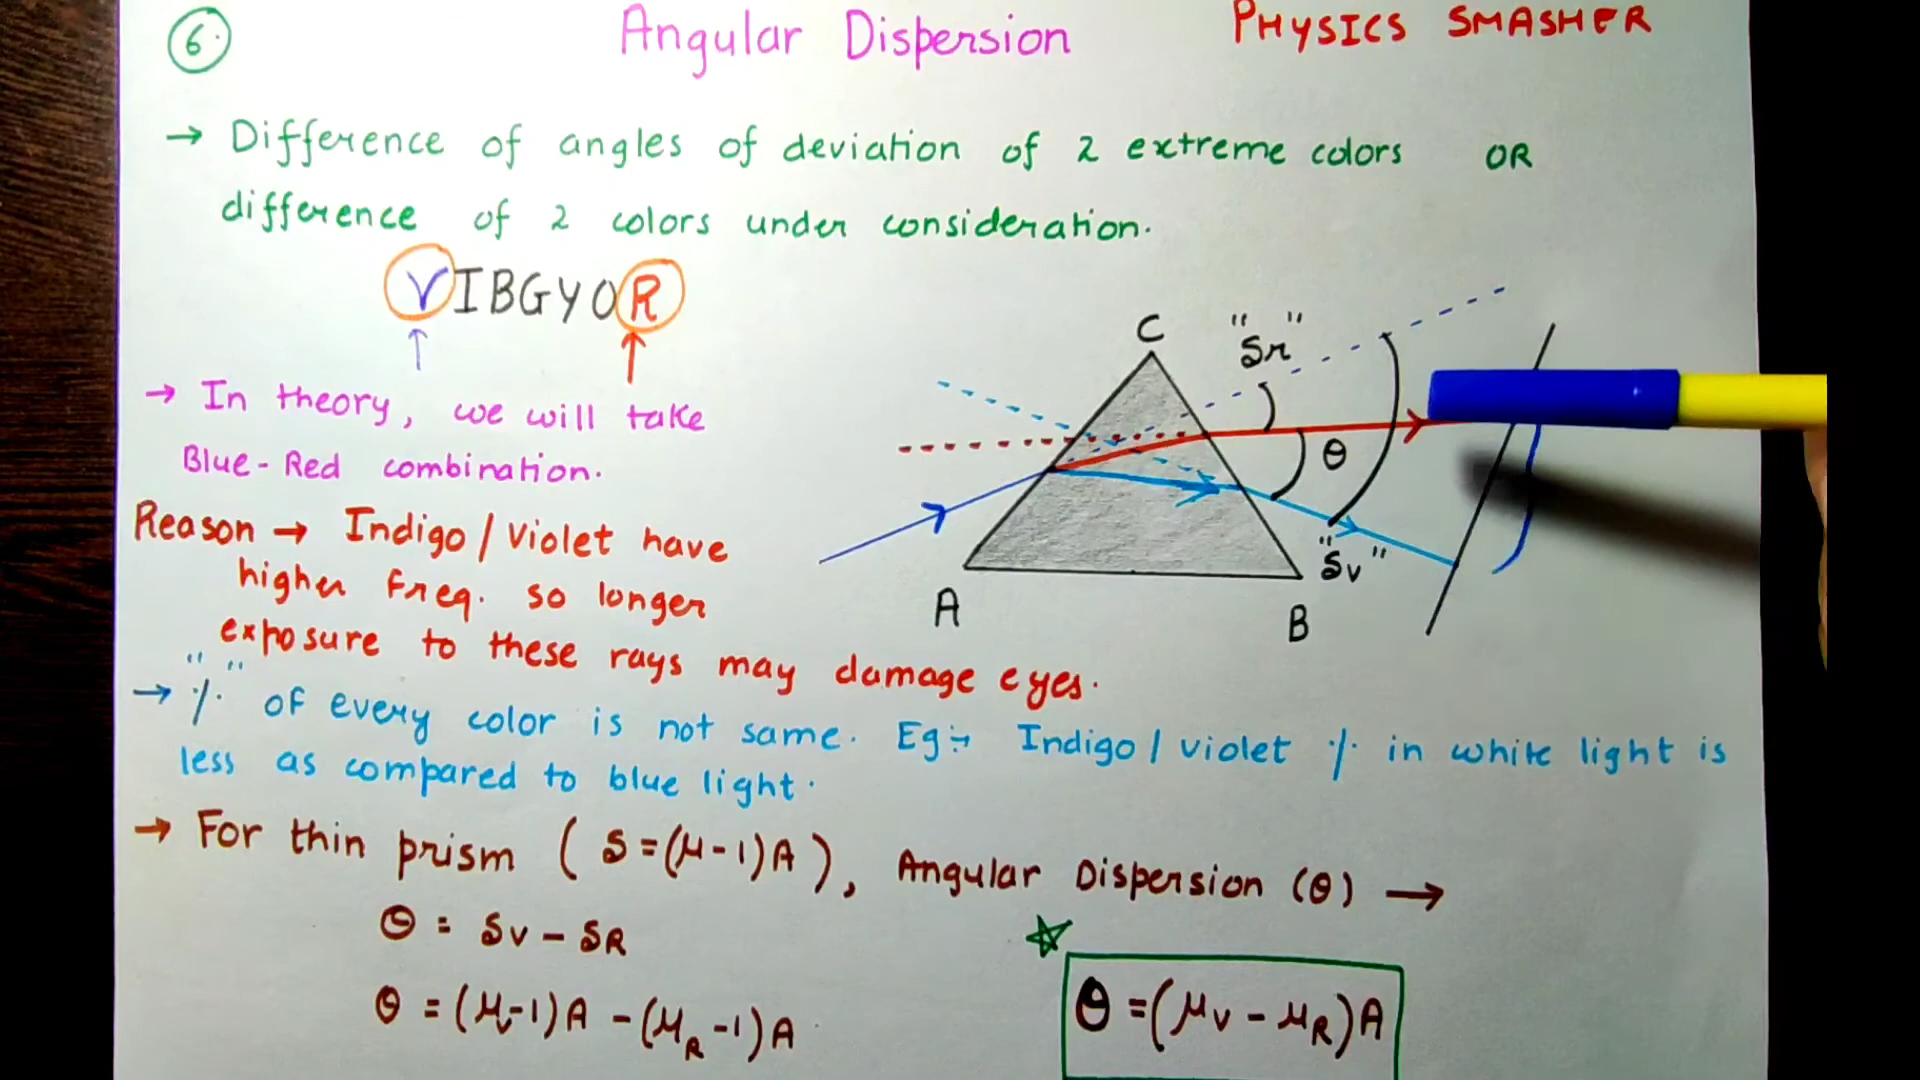 6.
Angular Dispersion
PHYSICS SMASHER
→ Difference of angles of deviation of 2 extreme colors OR
difference of 2 colors under consideration.
VIBGYOR
→ In theory, we will take
Blue-Red combination.
Reason → Indigo/Violet have
higher freq. so longer
exposure to these rays may damage eyes.
C
"δr"
θ
"δv"
A
B
→ "%" of every color is not same. Eg:→ Indigo/violet % in white light is
less as compared to blue light.
→ For thin prism (δ=(μ-1)A), Angular Dispersion (θ) →
θ = δV - δR
θ = (μv-1)A - (μR-1)A
θ = (μv - μR)A